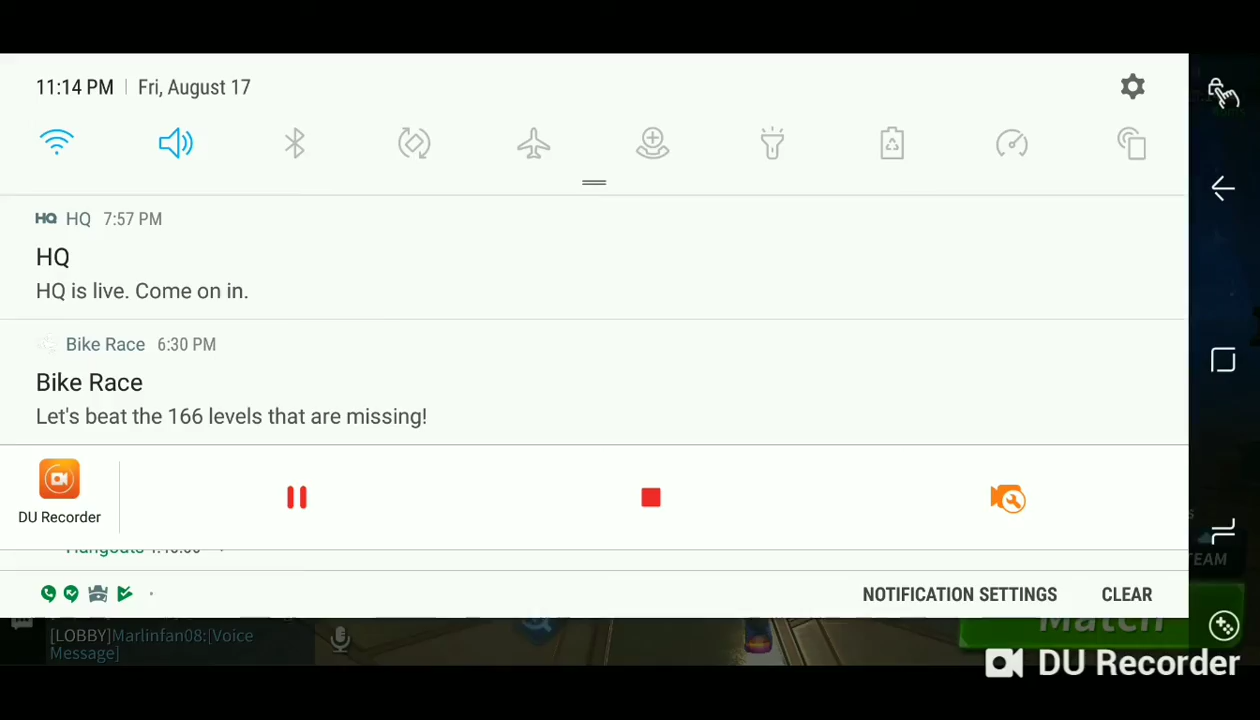 11:14 PM | Fri, August 17
HQ HQ 7:57 PM
HQ
HQ is live. Come on in.
Bike Race 6:30 PM
Bike Race
Let's beat the 166 levels that are missing!
DU Recorder
Hangouts
NOTIFICATION SETTINGS CLEAR
TEAM
[LOBBY]Marlinfan08:[Voice
Message]
Match
DU Recorder